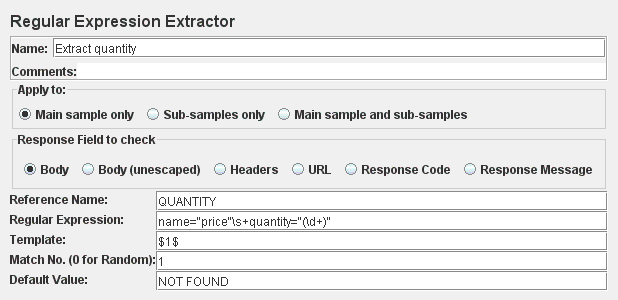 Regular Expression Extractor
Name: Extract quantity
Comments:
Apply to:
Main sample only Sub-samples only Main sample and sub-samples
Response Field to check
Body Body (unescaped) Headers URL Response Code Response Message
Reference Name: QUANTITY
Regular Expression: name="price"\s+quantity="(\d+)"
Template: $1$
Match No. (0 for Random): 1
Default Value: NOT FOUND